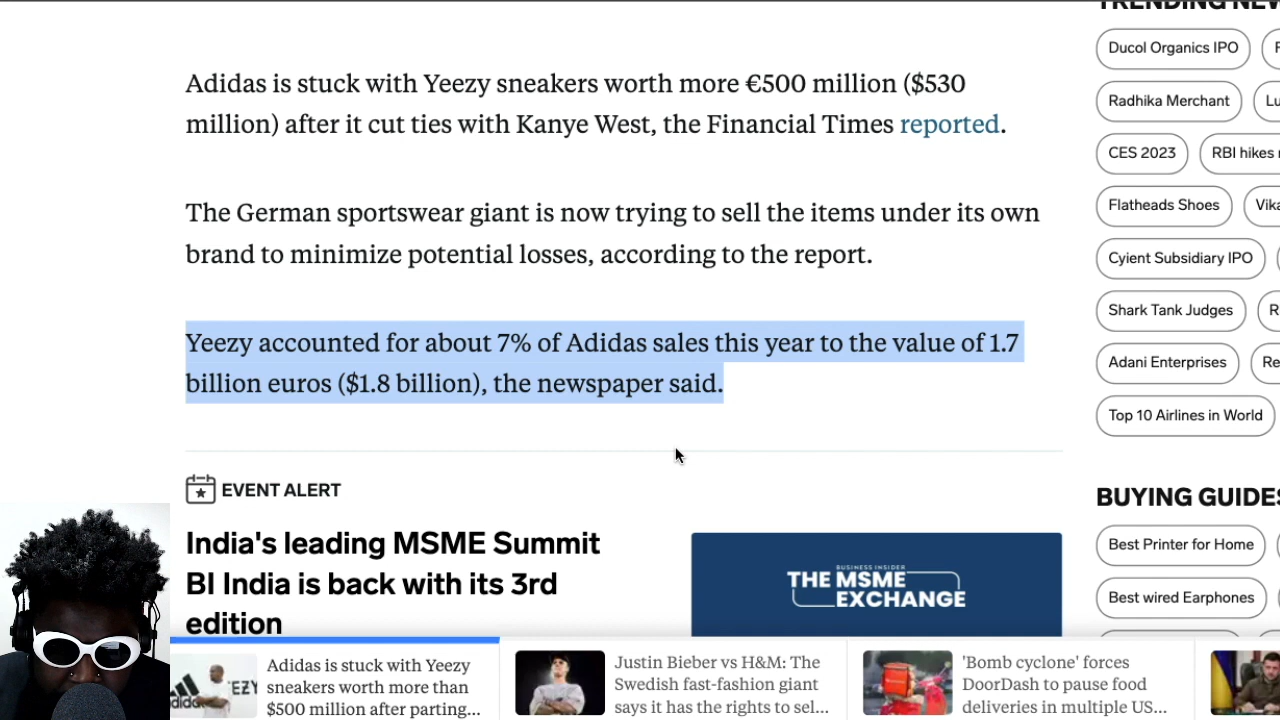 TRENDING NEW
Adidas is stuck with Yeezy sneakers worth more €500 million ($530
million) after it cut ties with Kanye West, the Financial Times reported.
The German sportswear giant is now trying to sell the items under its own
brand to minimize potential losses, according to the report.
Yeezy accounted for about 7% of Adidas sales this year to the value of 1.7
billion euros ($1.8 billion), the newspaper said.
EVENT ALERT
India's leading MSME Summit
BI India is back with its 3rd
edition
BUSINESS INSIDER
THE MSME
EXCHANGE
Ducol Organics IPO
Radhika Merchant
Lu
CES 2023
RBI hikes
Flatheads Shoes
Vika
Cyient Subsidiary IPO
Shark Tank Judges
R
Adani Enterprises
Re
Top 10 Airlines in World
BUYING GUIDES
Best Printer for Home
Best wired Earphones
Adidas is stuck with Yeezy
sneakers worth more than
$500 million after parting...
Justin Bieber vs H&M: The
Swedish fast-fashion giant
says it has the rights to sel...
'Bomb cyclone' forces
DoorDash to pause food
deliveries in multiple US...